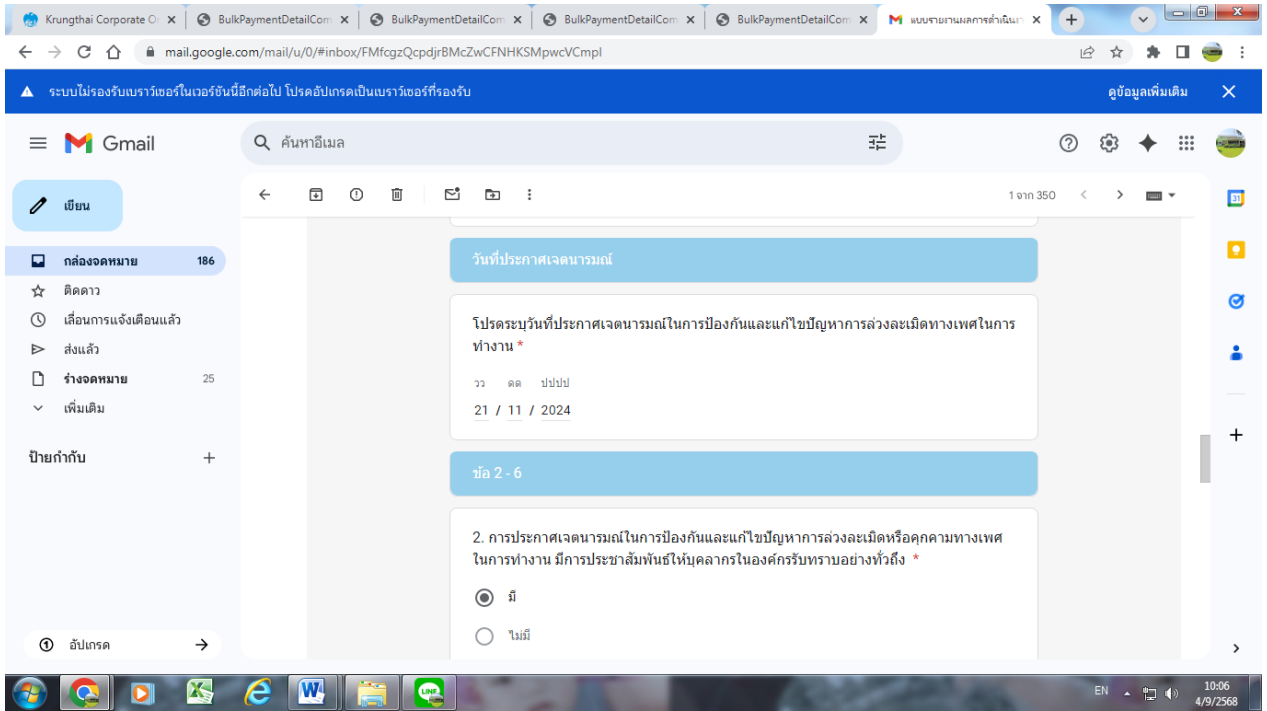 Krungthai Corporate On
BulkPaymentDetailCom
BulkPaymentDetailCom
BulkPaymentDetailCom
BulkPaymentDetailCom
แบบรายงานผลการดำเนินกา
mail.google.com/mail/u/0/#inbox/FMfcgzQcpdjrBMcZwCFNHKSMpwcVCmpl
ระบบไม่รองรับเบราว์เซอร์ในเวอร์ชันนี้อีกต่อไป โปรดอัปเกรดเป็นเบราว์เซอร์ที่รองรับ
ดูข้อมูลเพิ่มเติม
Gmail
ค้นหาอีเมล
เขียน
1 จาก 350
31
กล่องจดหมาย 186
ติดดาว
เลื่อนการแจ้งเตือนแล้ว
ส่งแล้ว
ร่างจดหมาย 25
เพิ่มเติม
ป้ายกำกับ
อัปเกรด
วันที่ประกาศเจตนารมณ์
โปรดระบุวันที่ประกาศเจตนารมณ์ในการป้องกันและแก้ไขปัญหาการล่วงละเมิดทางเพศในการ
ทำงาน *
วว ดด ปปปป
21 / 11 / 2024
ข้อ 2 - 6
2. การประกาศเจตนารมณ์ในการป้องกันและแก้ไขปัญหาการล่วงละเมิดหรือคุกคามทางเพศ
ในการทำงาน มีการประชาสัมพันธ์ให้บุคลากรในองค์กรรับทราบอย่างทั่วถึง *
มี
ไม่มี
LINE
EN
10:06
4/9/2568